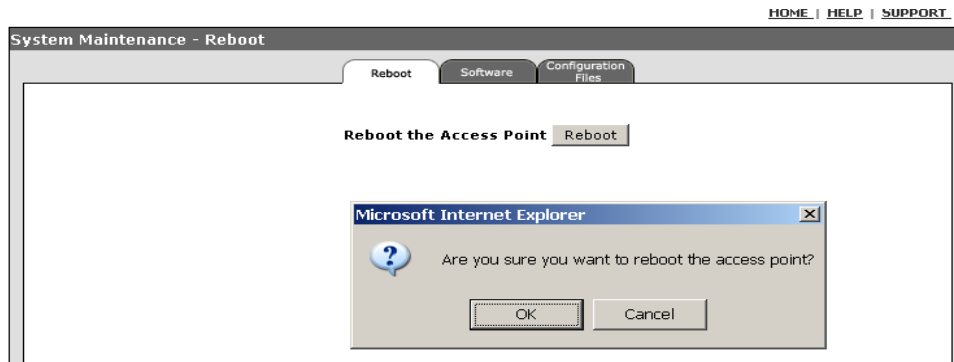 HOME | HELP | SUPPORT
System Maintenance - Reboot
Reboot
Software
Configuration
Files
Reboot the Access Point Reboot
Microsoft Internet Explorer
Are you sure you want to reboot the access point?
OK
Cancel